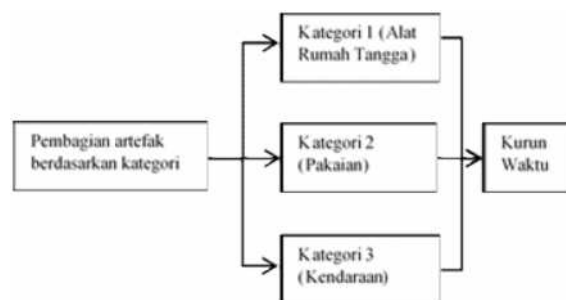 Pembagian artefak
berdasarkan kategori
Kategori 1 (Alat
Rumah Tangga)
Kategori 2
(Pakaian)
Kategori 3
(Kendaraan)
Kurun
Waktu